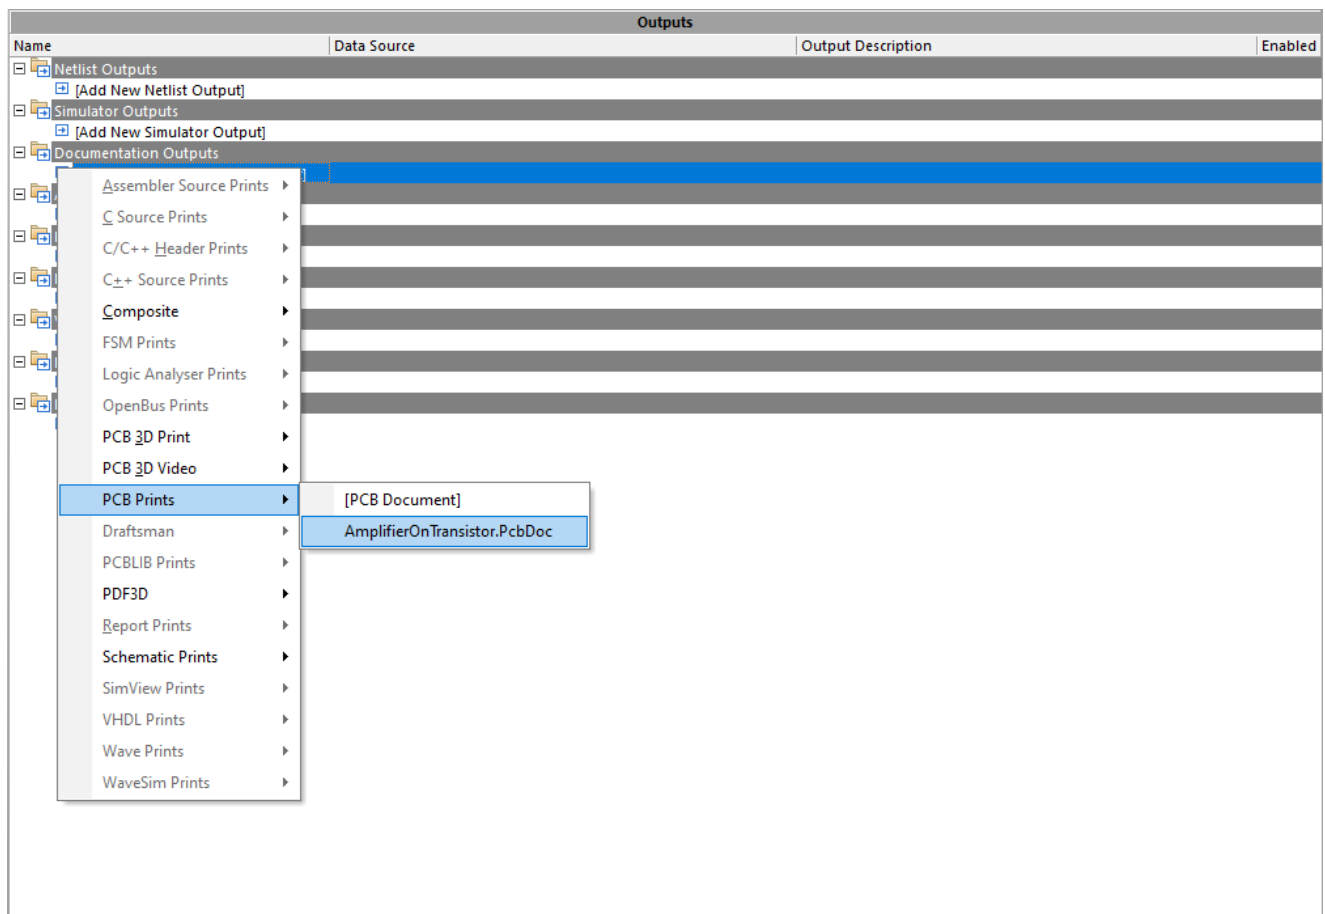 Outputs
Name Data Source Output Description Enabled
Netlist Outputs
[Add New Netlist Output]
Simulator Outputs
[Add New Simulator Output]
Documentation Outputs
Assembler Source Prints
C Source Prints
C/C++ Header Prints
C++ Source Prints
Composite
FSM Prints
Logic Analyser Prints
OpenBus Prints
PCB 3D Print
PCB 3D Video
PCB Prints
[PCB Document]
AmplifierOnTransistor.PcbDoc
Draftsman
PCBLIB Prints
PDF3D
Report Prints
Schematic Prints
SimView Prints
VHDL Prints
Wave Prints
WaveSim Prints